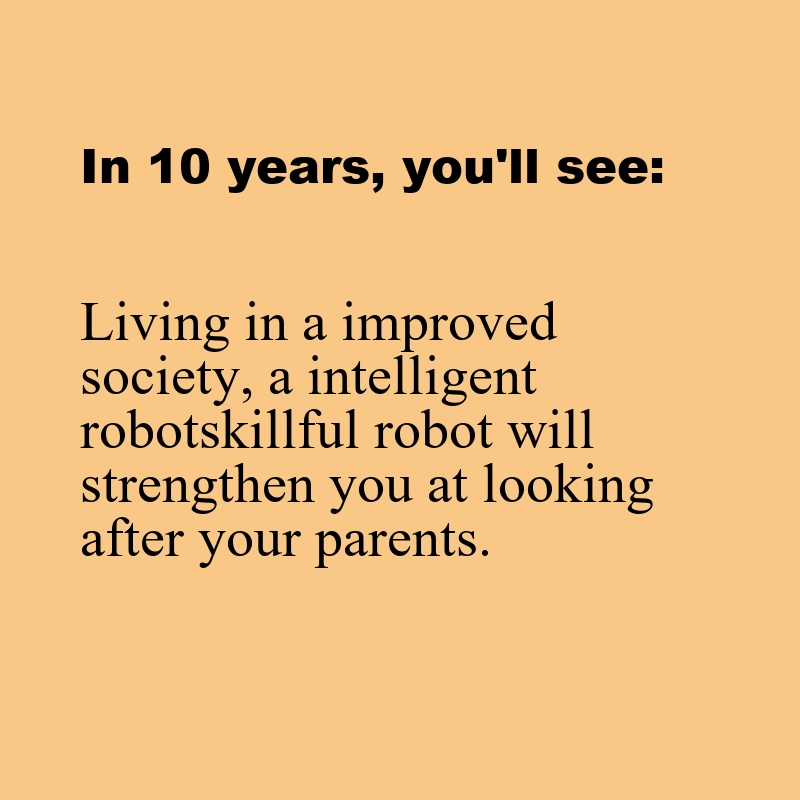 In 10 years, you'll see:
Living in a improved
society, a intelligent
robotskillful robot will
strengthen you at looking
after your parents.